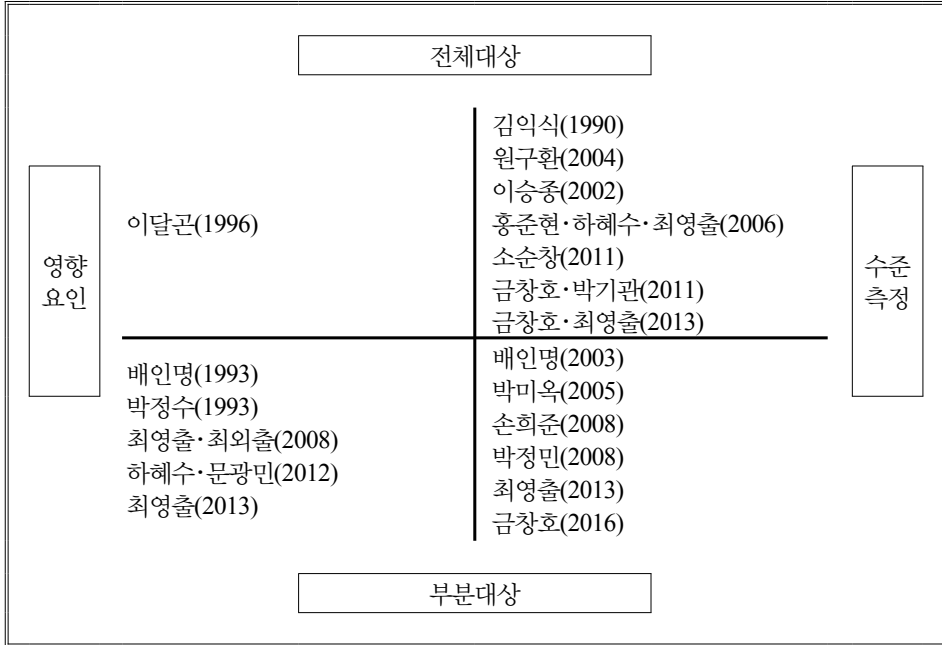 전체대상
영향
요인
이달곤(1996)
김익식(1990)
원구환(2004)
이승종(2002)
홍준현·하혜수·최영출(2006)
소순창(2011)
금창호·박기관(2011)
금창호·최영출(2013)
수준
측정
배인명(1993)
박정수(1993)
최영출·최외출(2008)
하혜수·문광민(2012)
최영출(2013)
배인명(2003)
박미옥(2005)
손희준(2008)
박정민(2008)
최영출(2013)
금창호(2016)
부분대상